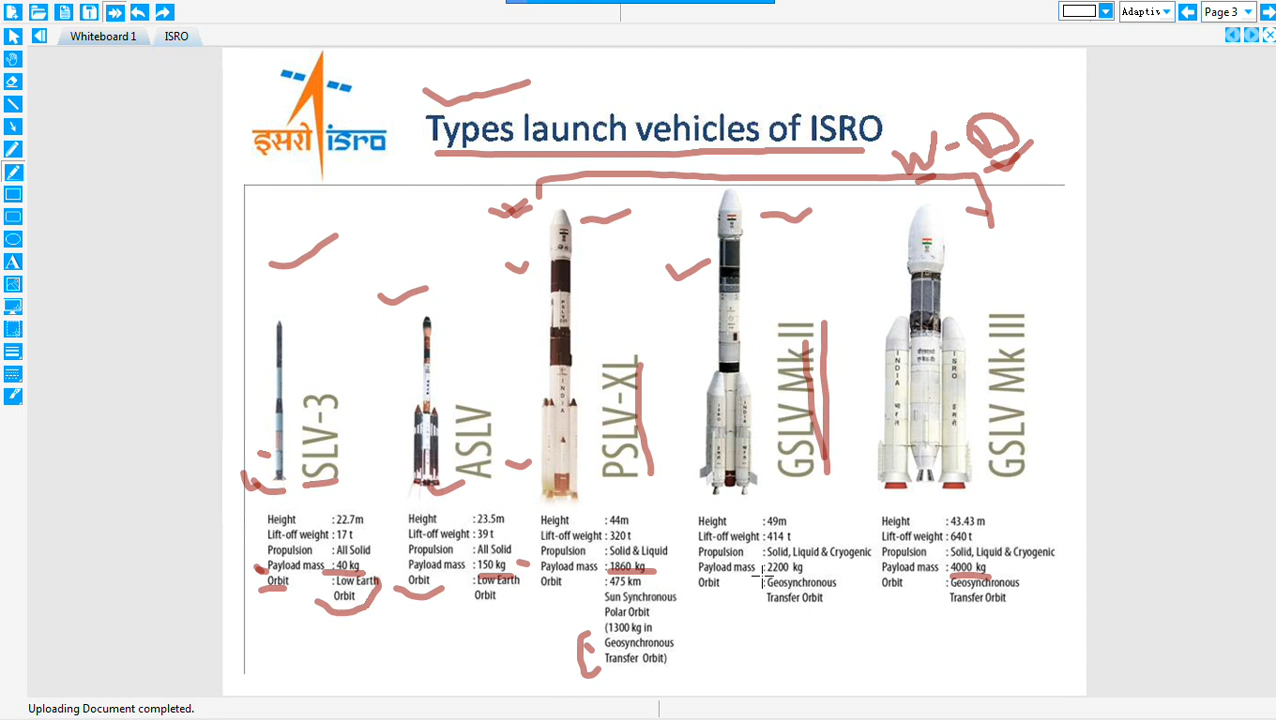 Adaptiv
Page 3
Whiteboard 1
ISRO
इसरो isro
Types launch vehicles of ISRO
W - D
SLV-3
ASLV
PSLV-XL
GSLV Mk II
GSLV Mk III
INDIA
ISRO
Height : 22.7m
Lift-off weight : 17 t
Propulsion : All Solid
Payload mass : 40 kg
Orbit : Low Earth
Orbit
Height : 23.5m
Lift-off weight : 39 t
Propulsion : All Solid
Payload mass : 150 kg
Orbit : Low Earth
Orbit
Height : 44m
Lift-off weight : 320 t
Propulsion : Solid & Liquid
Payload mass : 1860 kg
Orbit : 475 km
Sun Synchronous
Polar Orbit
(1300 kg in
Geosynchronous
Transfer Orbit)
Height : 49m
Lift-off weight : 414 t
Propulsion : Solid, Liquid & Cryogenic
Payload mass : 2200 kg
Orbit : Geosynchronous
Transfer Orbit
Height : 43.43 m
Lift-off weight : 640 t
Propulsion : Solid, Liquid & Cryogenic
Payload mass : 4000 kg
Orbit : Geosynchronous
Transfer Orbit
Uploading Document completed.